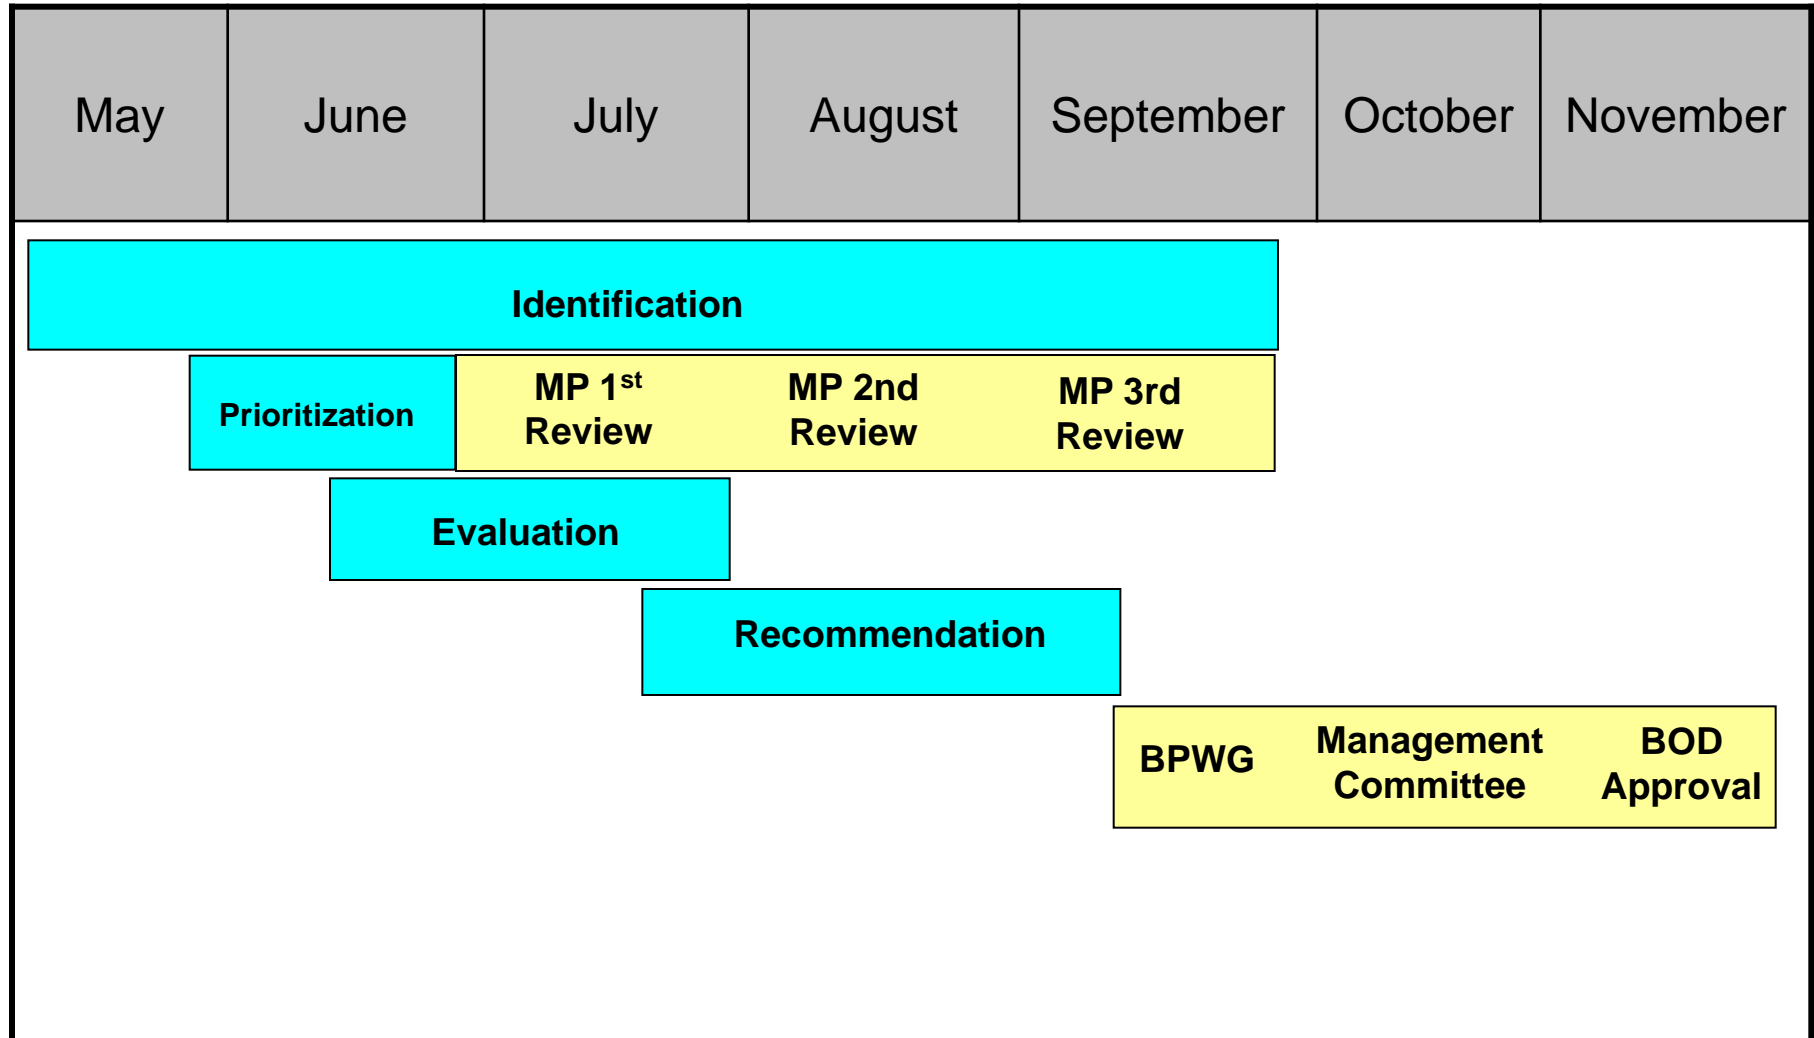 May June July August September October November
Identification
Prioritization
MP 1st
Review
MP 2nd
Review
MP 3rd
Review
Evaluation
Recommendation
BPWG
Management
Committee
BOD
Approval